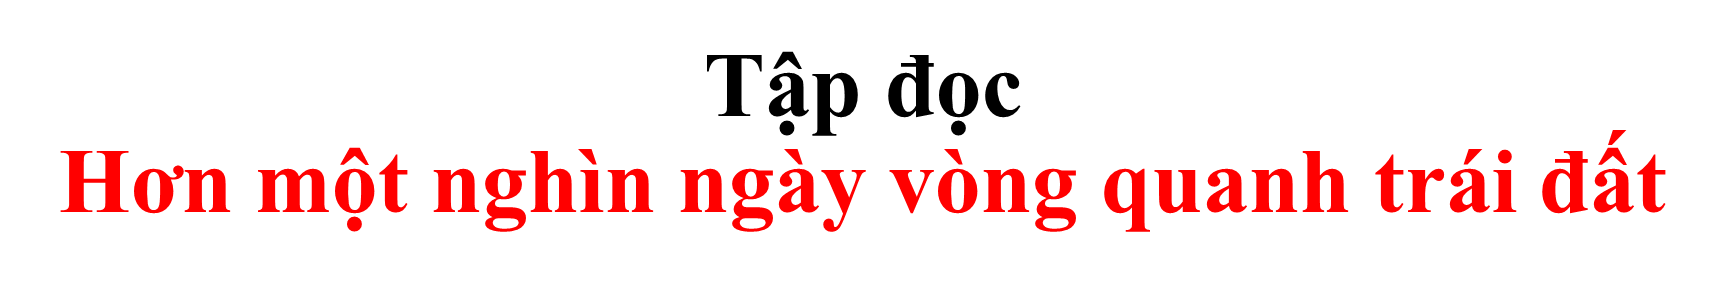 Tập đọc
Hơn một nghìn ngày vòng quanh trái đất